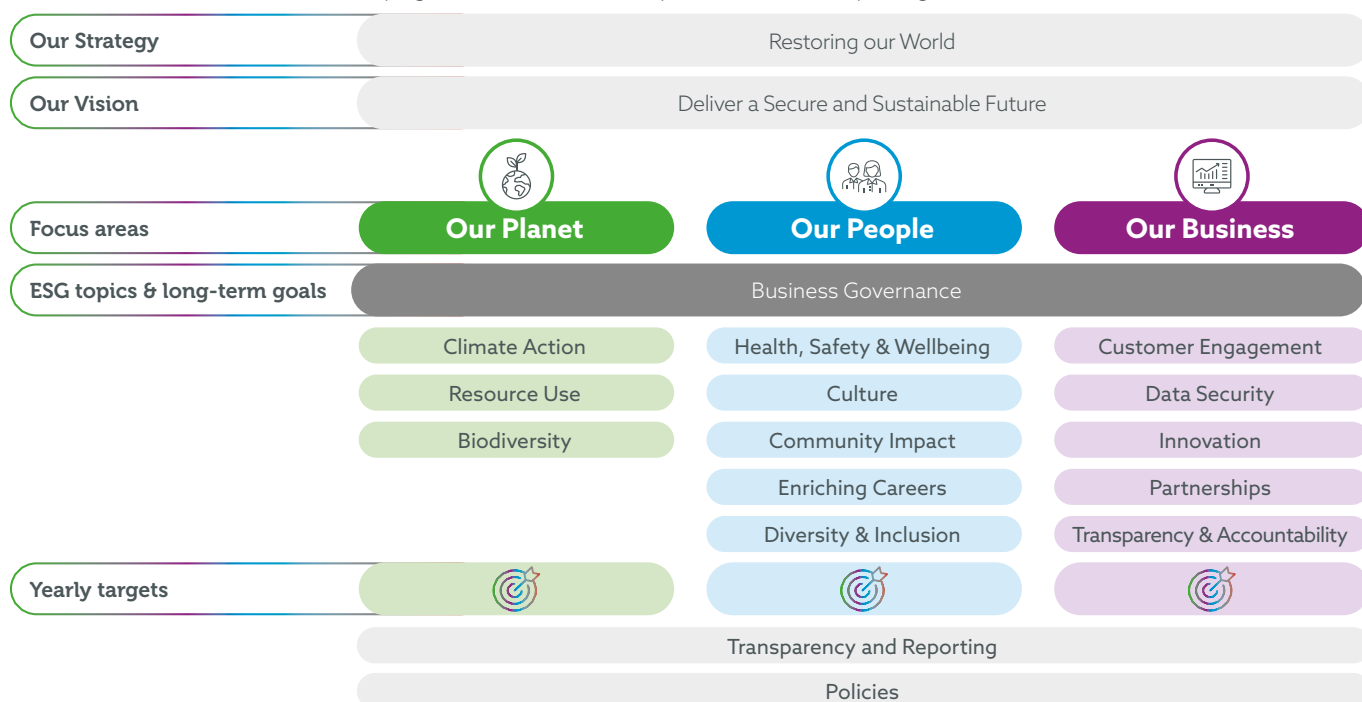 Our Strategy
Restoring our World
Our Vision
Deliver a Secure and Sustainable Future
Focus areas
Our Planet
Our People
Our Business
ESG topics & long-term goals
Business Governance
Climate Action
Health, Safety & Wellbeing
Customer Engagement
Resource Use
Culture
Data Security
Biodiversity
Community Impact
Innovation
Enriching Careers
Partnerships
Diversity & Inclusion
Transparency & Accountability
Yearly targets
Transparency and Reporting
Policies